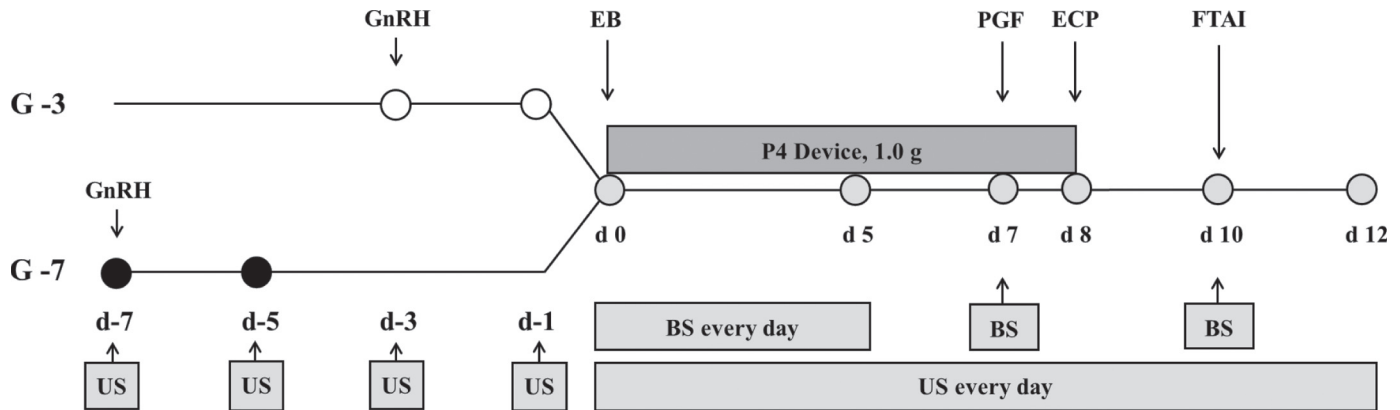 GnRH EB PGF ECP FTAI
G -3
P4 Device, 1.0 g
GnRH
d 0 d 5 d 7 d 8 d 10 d 12
G -7
d-7 d-5 d-3 d-1
BS every day BS BS
US US US US US every day